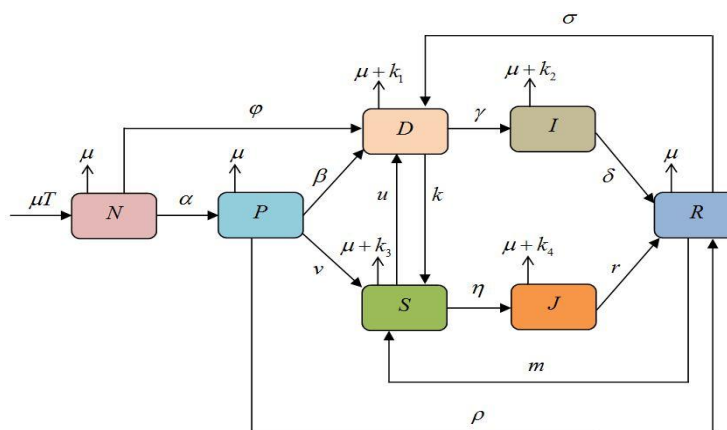 σ
μ + k₁
μ + k₂
φ
D
γ
I
μ
μ
β
δ
μ
μT
N
α
P
u
k
R
ν
μ + k₃
μ + k₄
r
S
η
J
m
ρ